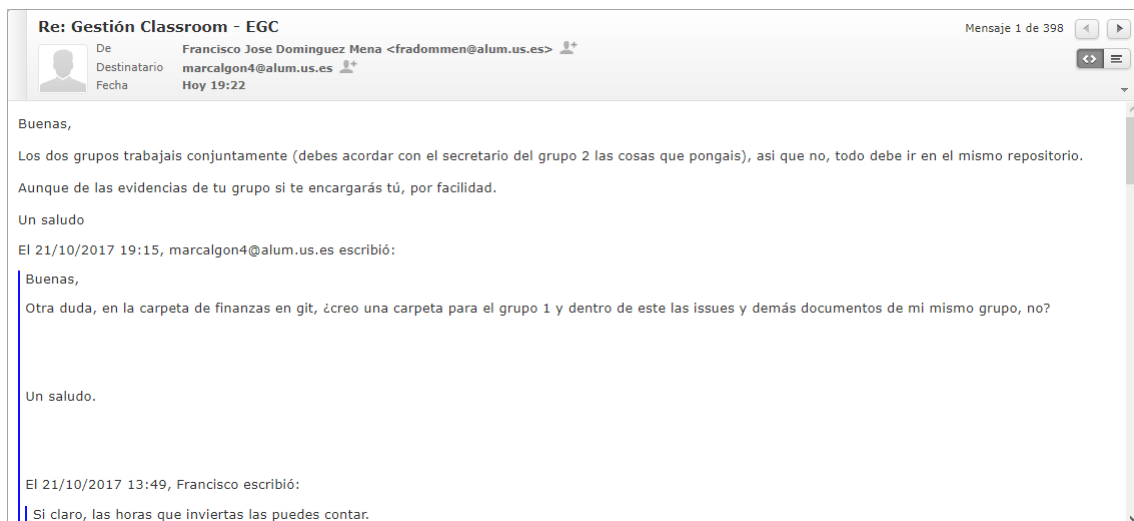 Re: Gestión Classroom - EGC
Mensaje 1 de 398
De Francisco Jose Dominguez Mena <fradommen@alum.us.es>
Destinatario marcalgon4@alum.us.es
Fecha Hoy 19:22
Buenas,
Los dos grupos trabajais conjuntamente (debes acordar con el secretario del grupo 2 las cosas que pongais), asi que no, todo debe ir en el mismo repositorio.
Aunque de las evidencias de tu grupo si te encargarás tú, por facilidad.
Un saludo
El 21/10/2017 19:15, marcalgon4@alum.us.es escribió:
Buenas,
Otra duda, en la carpeta de finanzas en git, ¿creo una carpeta para el grupo 1 y dentro de este las issues y demás documentos de mi mismo grupo, no?
Un saludo.
El 21/10/2017 13:49, Francisco escribió:
Si claro, las horas que inviertas las puedes contar.